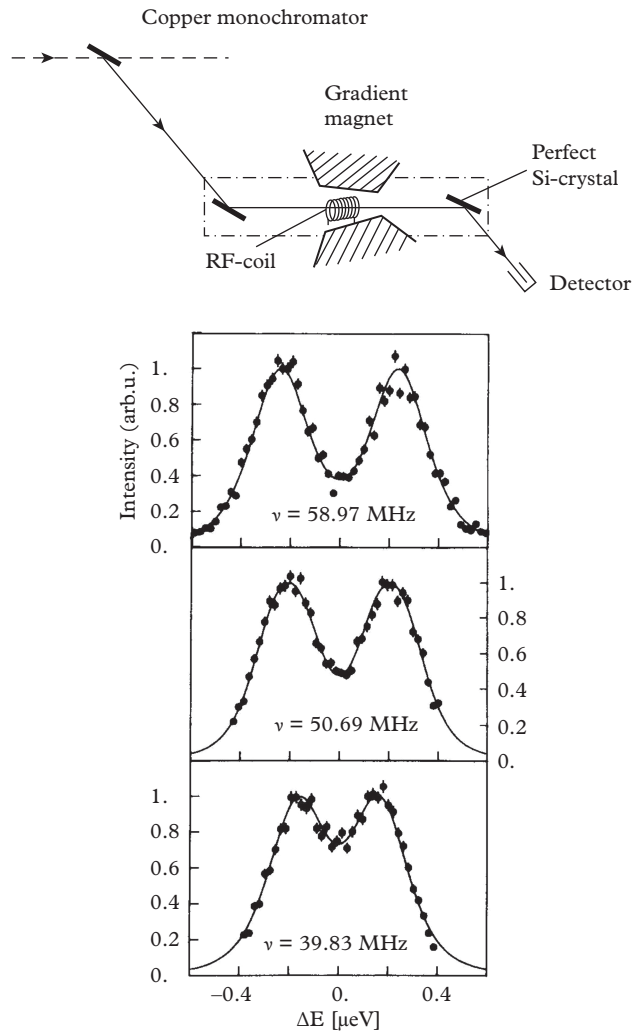 Copper monochromator
Gradient
magnet
Perfect
Si-crystal
RF-coil
Detector
Intensity (arb.u.)
1.
0.8
0.6
0.4
0.2
0.
ν = 58.97 MHz
1.
0.8
0.6
0.4
0.2
0.
ν = 50.69 MHz
1.
0.8
0.6
0.4
0.2
0.
ν = 39.83 MHz
−0.4 0. 0.4
ΔE [µeV]